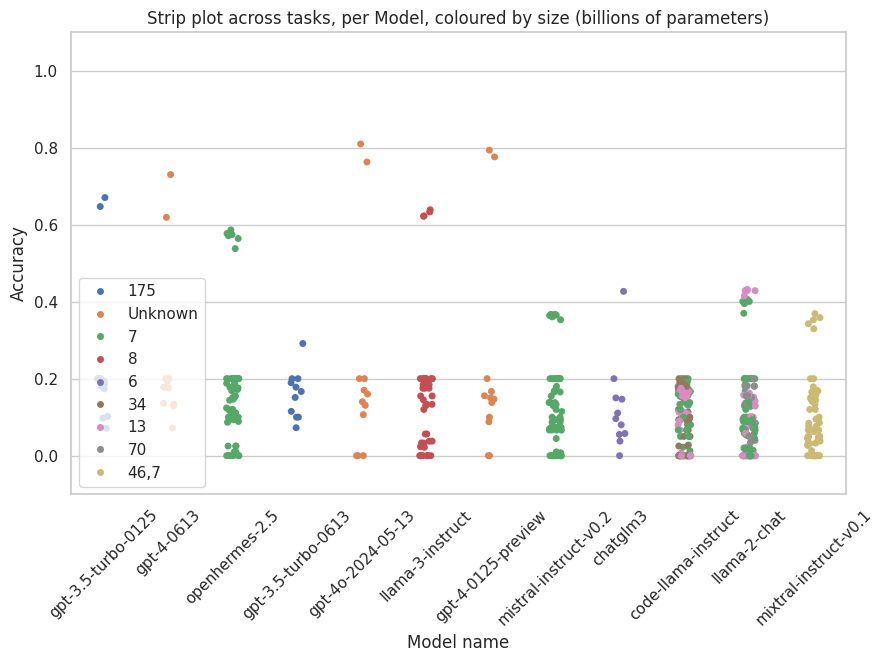 Strip plot across tasks, per Model, coloured by size (billions of parameters)
Accuracy
1.0
0.8
0.6
0.4
0.2
0.0
175
Unknown
7
8
6
34
13
70
46,7
gpt-3.5-turbo-0125
gpt-4-0613
openhermes-2.5
gpt-3.5-turbo-0613
gpt-4o-2024-05-13
llama-3-instruct
gpt-4-0125-preview
mistral-instruct-v0.2
chatglm3
code-llama-instruct
llama-2-chat
mixtral-instruct-v0.1
Model name